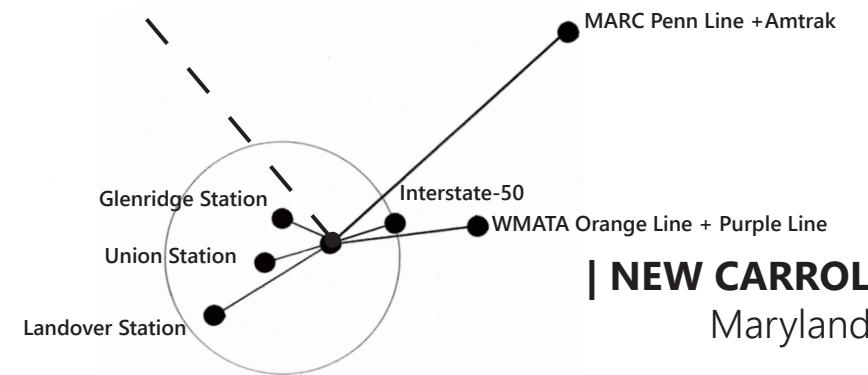 MARC Penn Line +Amtrak
Glenridge Station
Interstate-50
WMATA Orange Line + Purple Line
Union Station
| NEW CARROL
Maryland
Landover Station